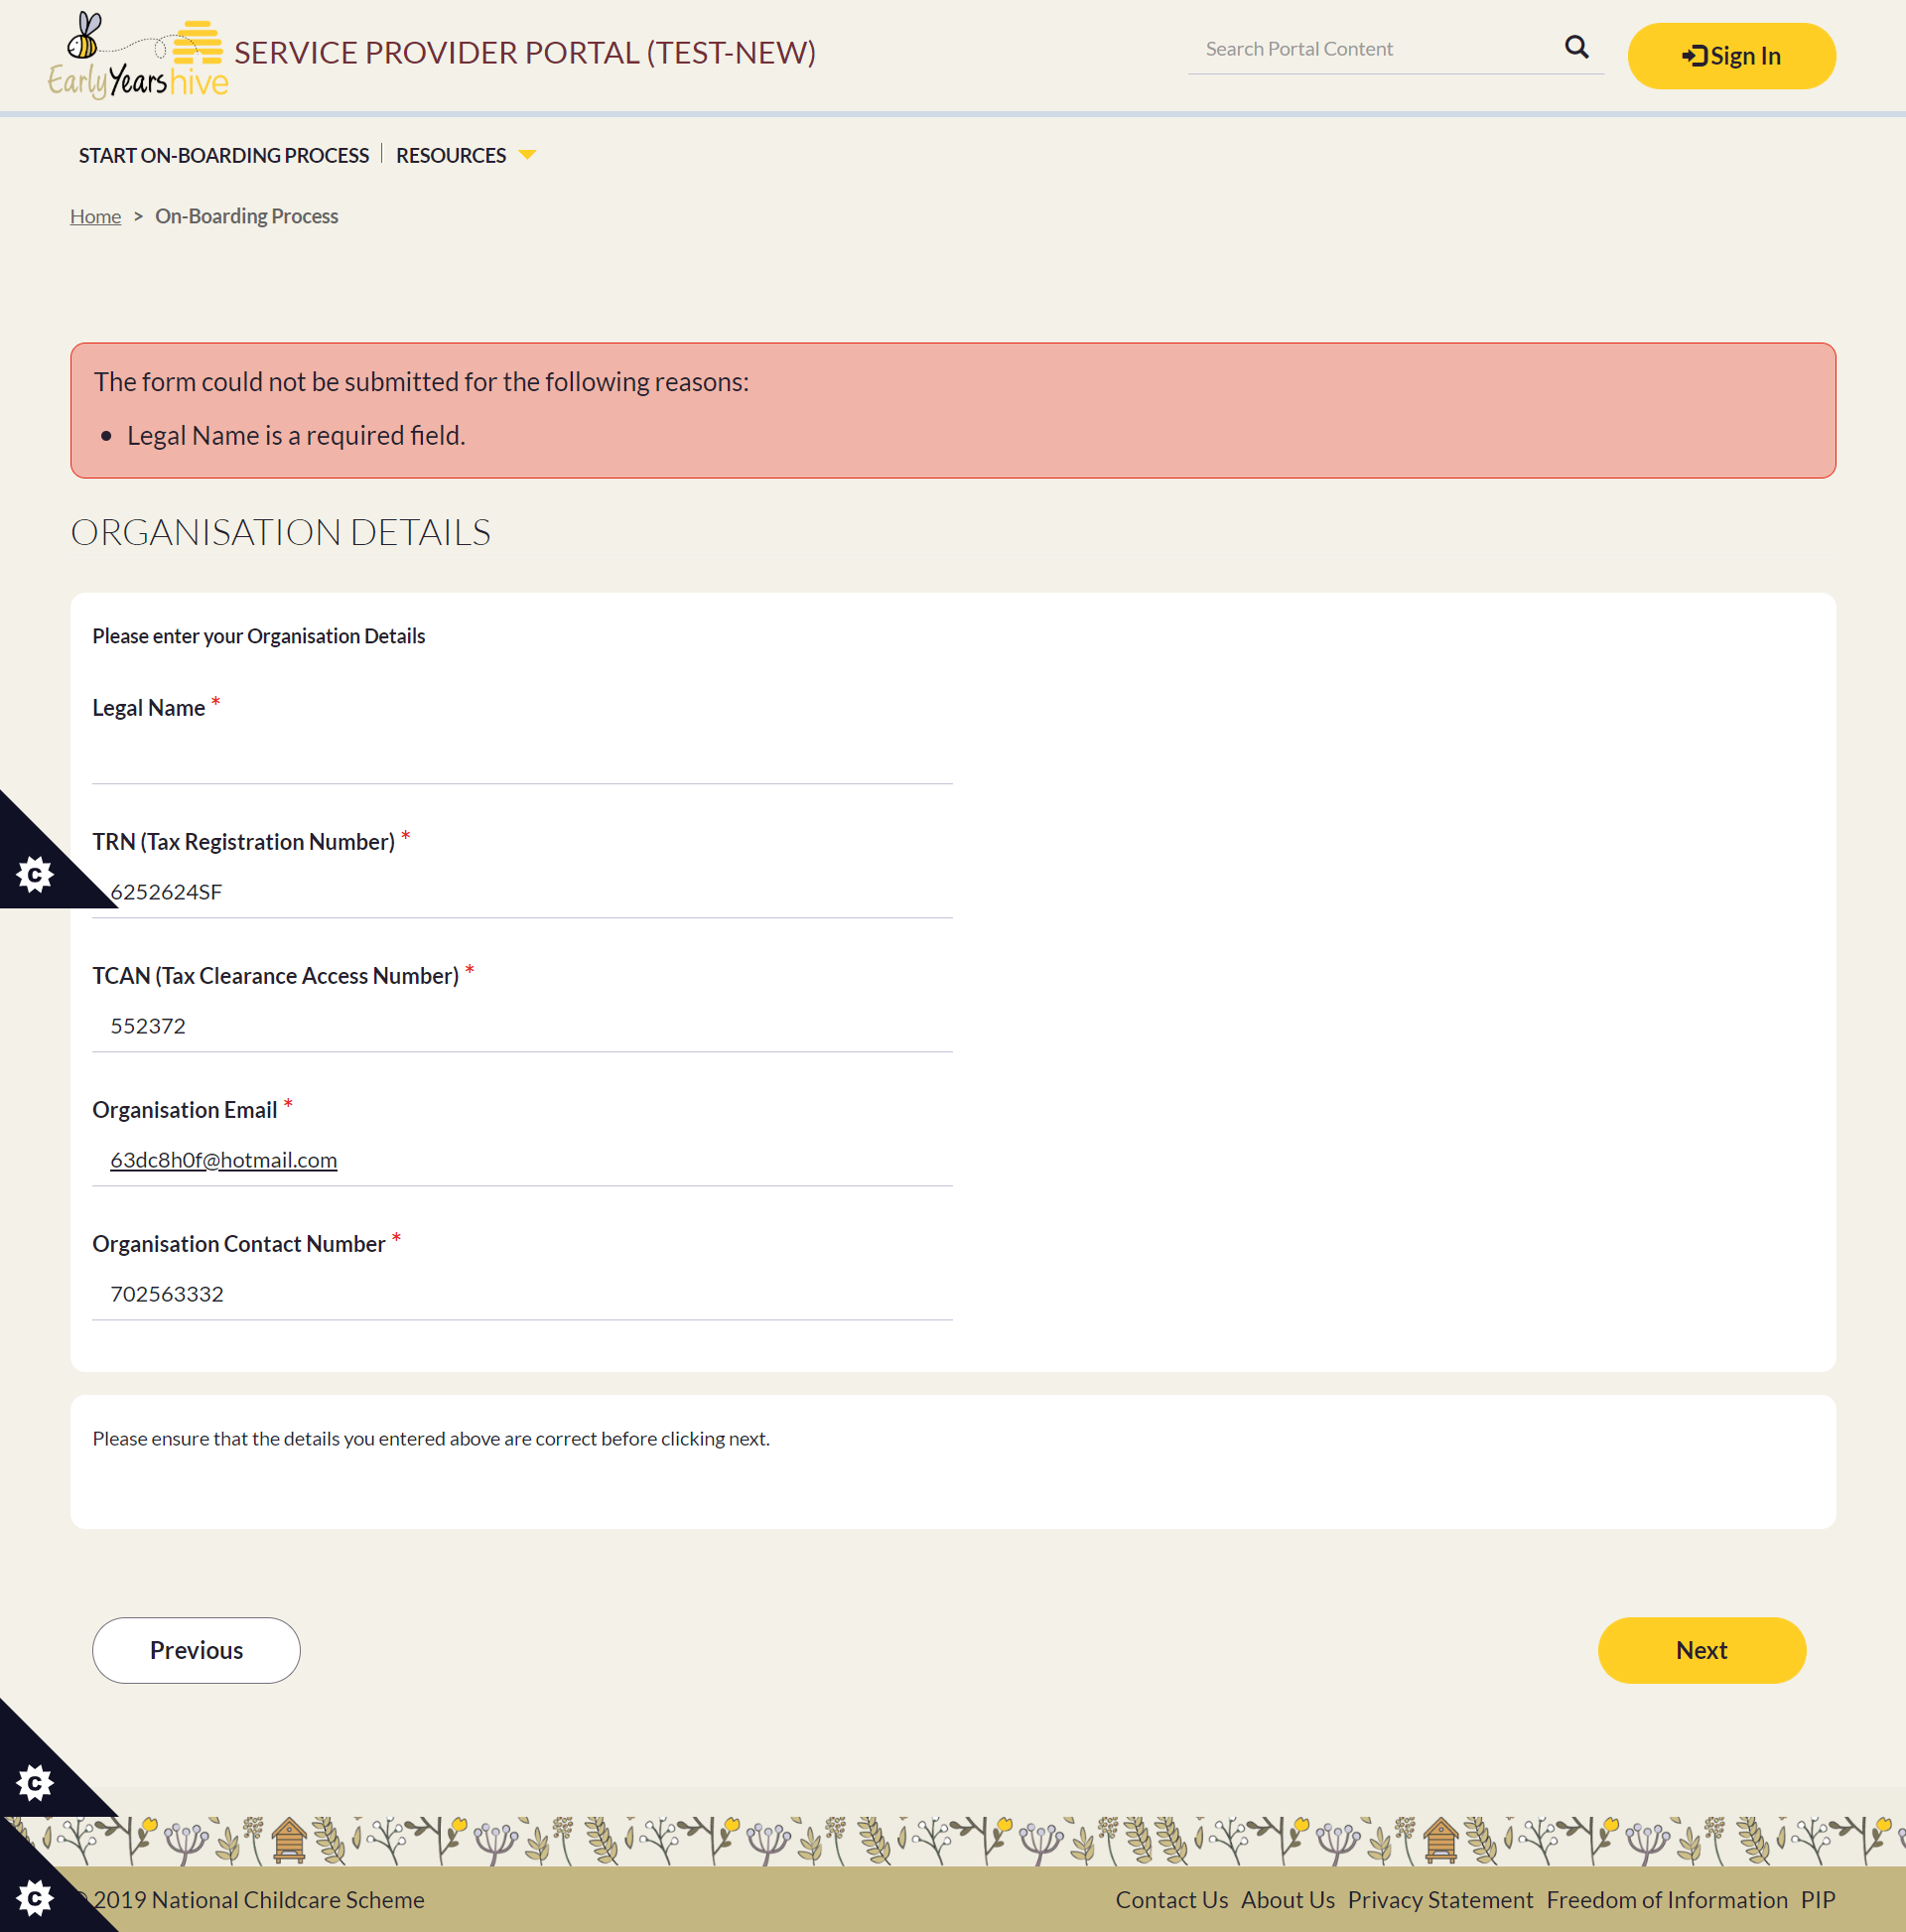 Early Years hive
SERVICE PROVIDER PORTAL (TEST-NEW)
Search Portal Content
Sign In
START ON-BOARDING PROCESS
RESOURCES
Home > On-Boarding Process
The form could not be submitted for the following reasons:
• Legal Name is a required field.
ORGANISATION DETAILS
Please enter your Organisation Details
Legal Name *
TRN (Tax Registration Number) *
6252624SF
TCAN (Tax Clearance Access Number) *
552372
Organisation Email *
63dc8h0f@hotmail.com
Organisation Contact Number *
702563332
Please ensure that the details you entered above are correct before clicking next.
Previous
Next
C
C
C
2019 National Childcare Scheme
Contact Us About Us Privacy Statement Freedom of Information PIP